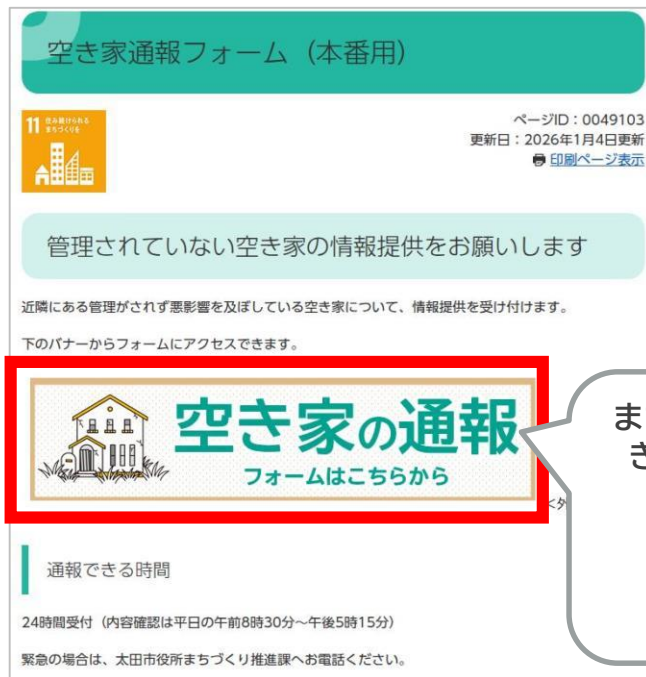 空き家通報フォーム（本番用）
11 住み続けられる
まちづくりを
ページID：0049103
更新日：2026年1月4日更新
印刷ページ表示
管理されていない空き家の情報提供をお願いします
近隣にある管理がされず悪影響を及ぼしている空き家について、情報提供を受け付けます。
下のバナーからフォームにアクセスできます。
空き家の通報
フォームはこちらから
ま
き
<外
通報できる時間
24時間受付（内容確認は平日の午前8時30分～午後5時15分）
緊急の場合は、太田市役所まちづくり推進課へお電話ください。